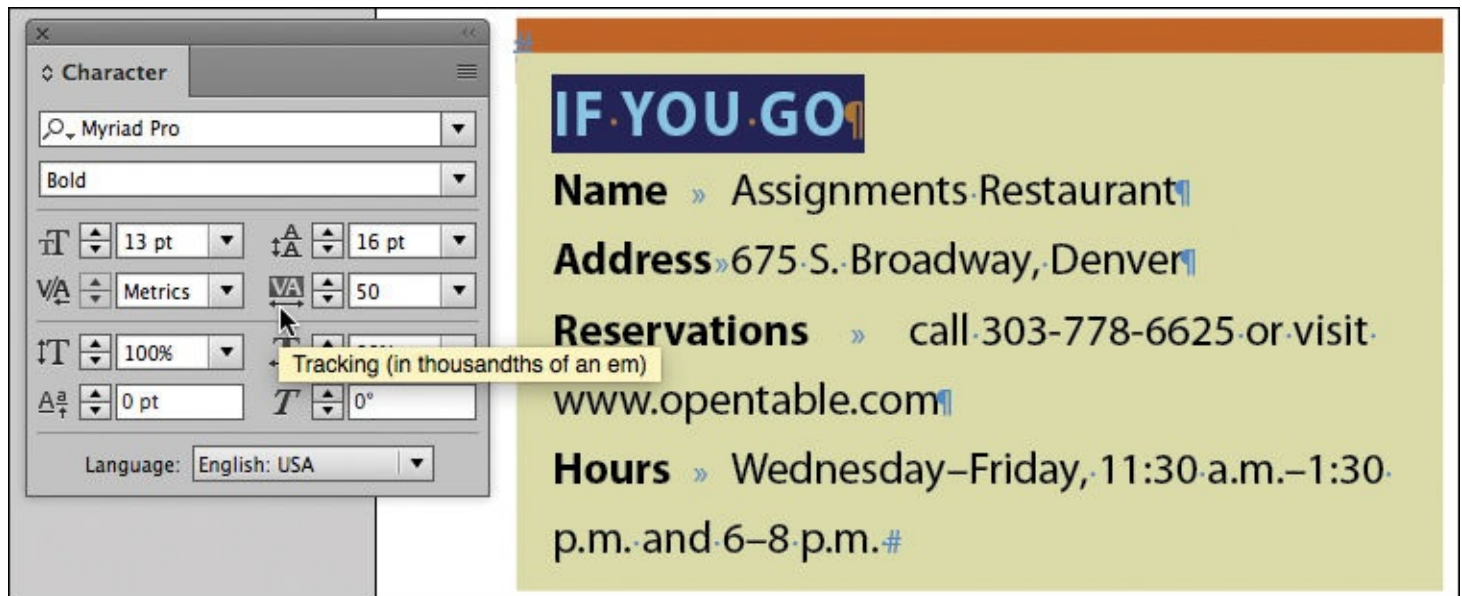 Character
Myriad Pro
Bold
13 pt
16 pt
Metrics
50
100%
Tracking (in thousandths of an em)
0 pt
0°
Language: English: USA
IF YOU GO¶
Name » Assignments Restaurant¶
Address»675 S. Broadway, Denver¶
Reservations » call 303-778-6625 or visit
www.opentable.com¶
Hours » Wednesday–Friday, 11:30 a.m.–1:30
p.m. and 6–8 p.m.#